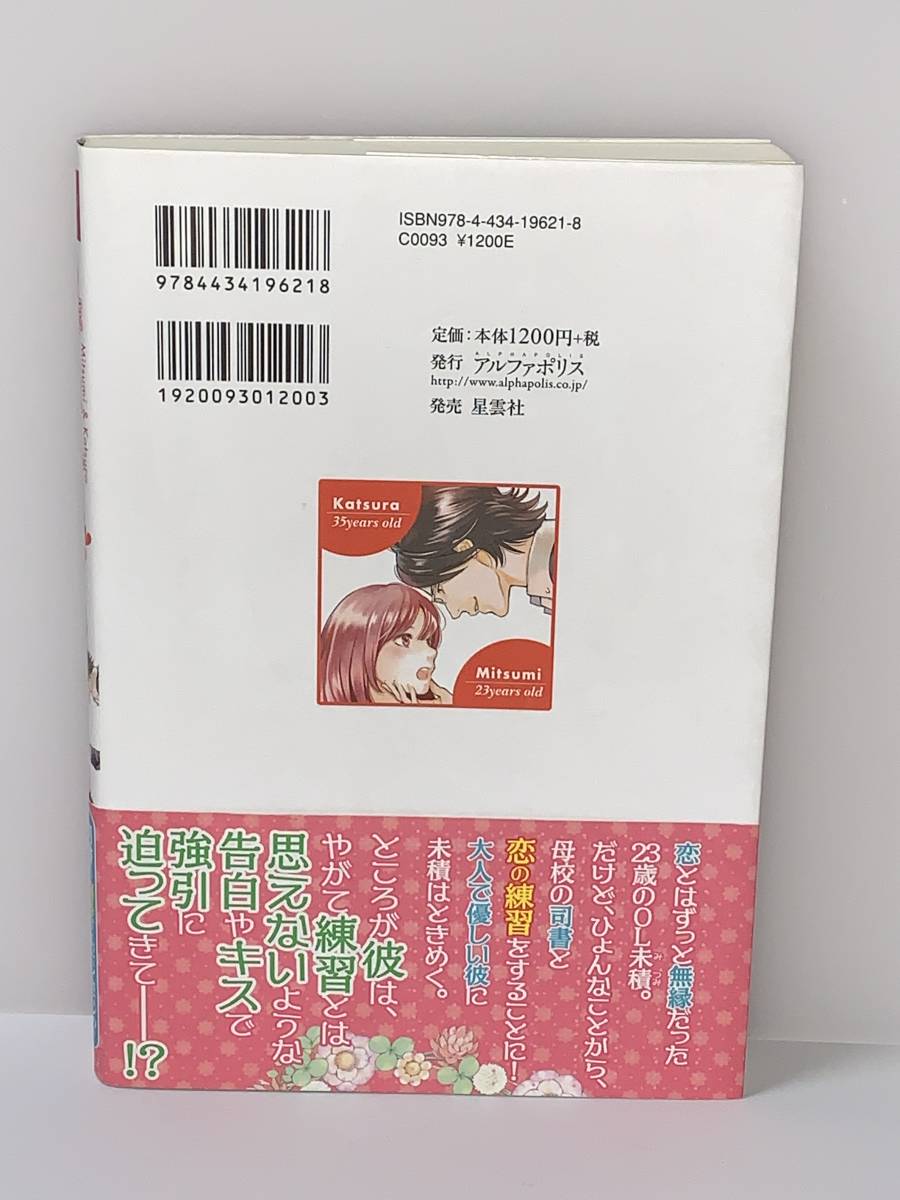 ISBN978-4-434-19621-8
C0093 ¥1200E
9784434196218
1920093012003
定価:本体1200円+税
ALPHAPOLIS
発行 アルファポリス
http://www.alphapolis.co.jp/
発売 星雲社
Katsura
35years old
Mitsumi
23years old
Mitsumi & Katsura
恋とはずっと無縁だった
23歳のOL未積。
みつみ
だけど、ひょんなことから、
母校の司書と
恋の練習をすることに!
大人で優しい彼に
未積はときめく。
ところが彼は、
やがて練習とは
思えないような
告白やキスで
強引に
迫ってきて――!?